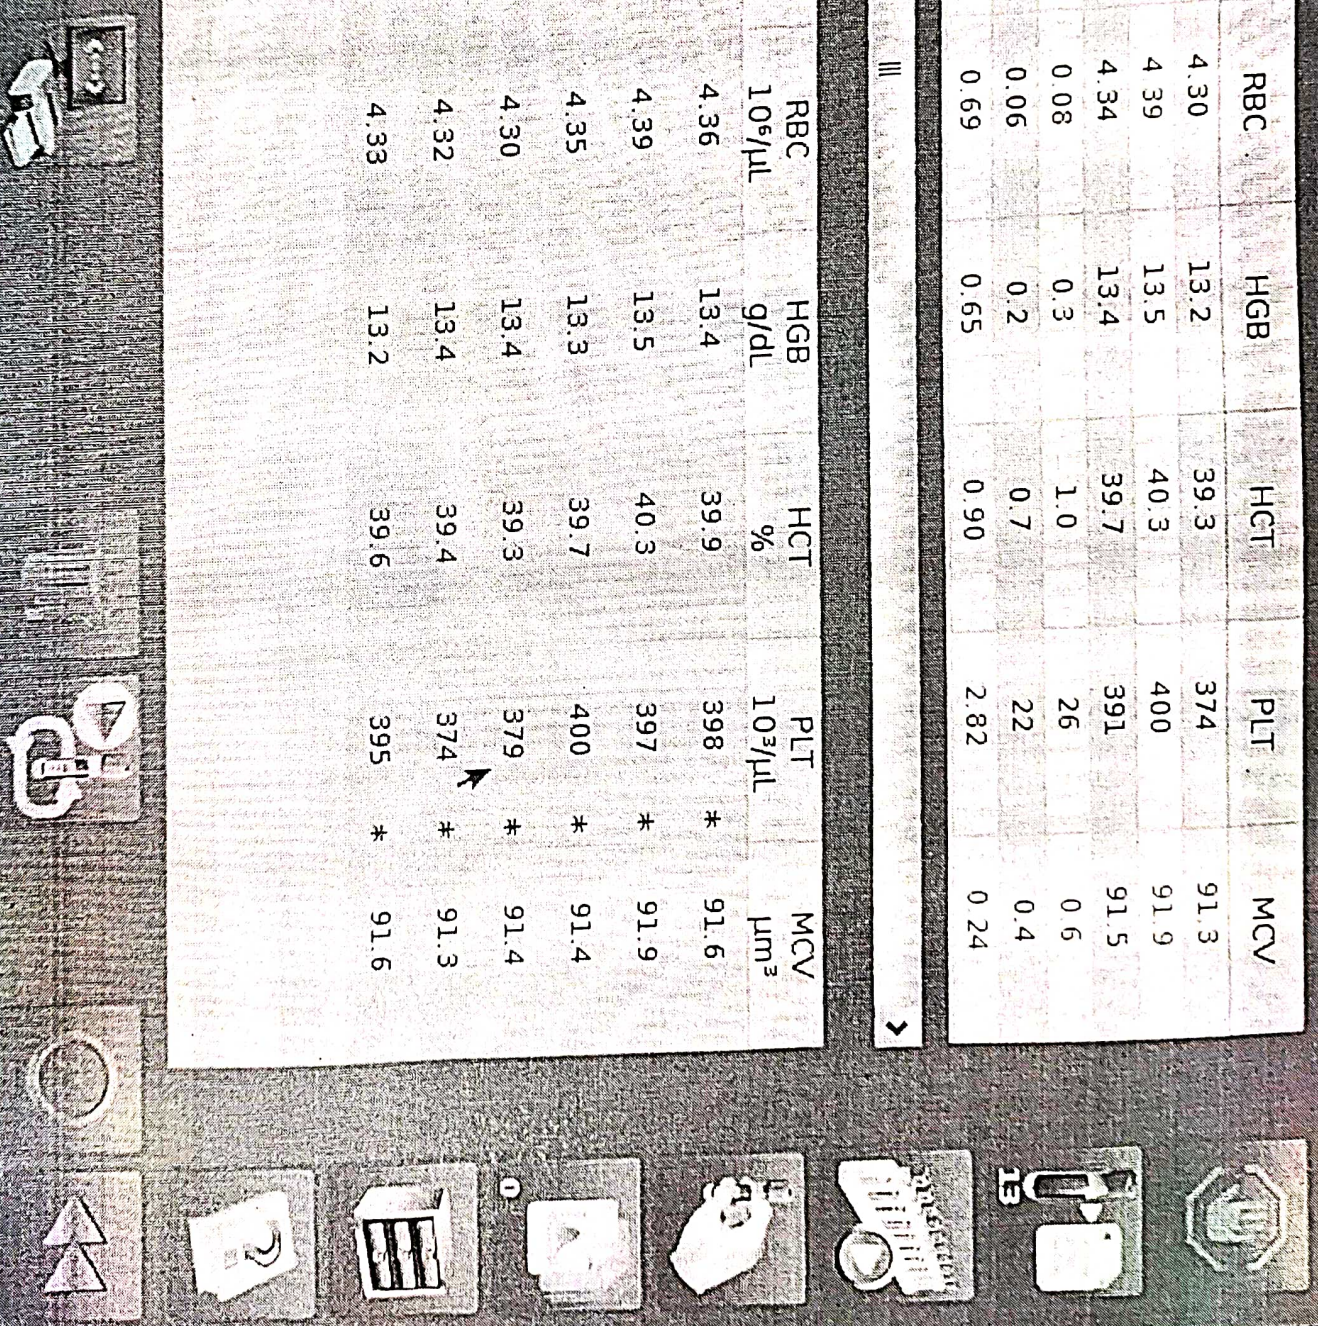 RBC HGB HCT PLT MCV
4.30 13.2 39.3 374 91.3
4.39 13.5 40.3 400 91.9
4.34 13.4 39.7 391 91.5
0.08 0.3 1.0 26 0.6
0.06 0.2 0.7 22 0.4
0.69 0.65 0.90 2.82 0.24
RBC HGB HCT PLT MCV
10⁶/µL g/dL % 10³/µL µm³
4.36 13.4 39.9 398 * 91.6
4.39 13.5 40.3 397 * 91.9
4.35 13.3 39.7 400 * 91.4
4.30 13.4 39.3 379 * 91.4
4.32 13.4 39.4 374 * 91.3
4.33 13.2 39.6 395 * 91.6